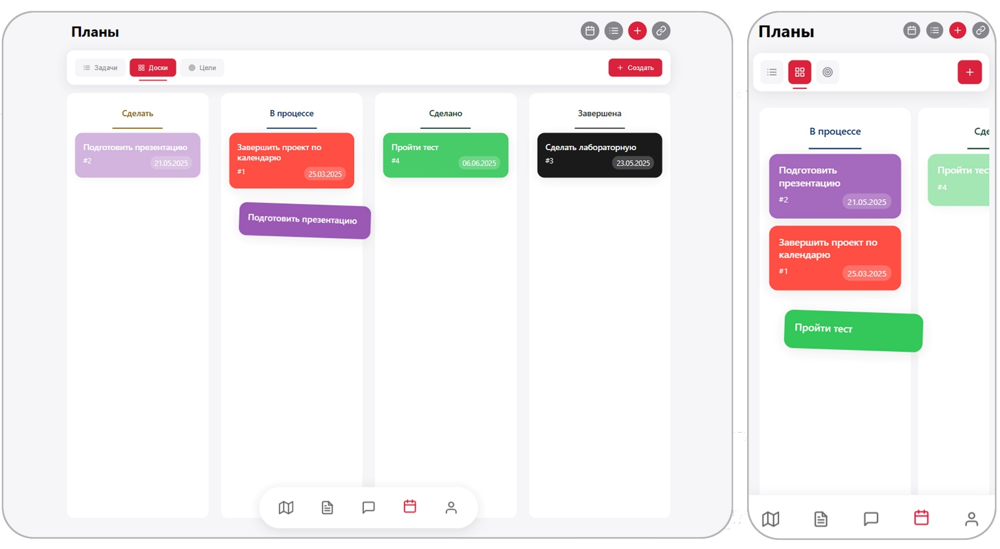 Планы
Задачи
Доски
Цели
Создать
Сделать
Подготовить презентацию
#2
21.05.2025
В процессе
Завершить проект по
календарю
#1
25.03.2025
Подготовить презентацию
Сделано
Пройти тест
#4
06.06.2025
Завершена
Сделать лабораторную
#3
23.05.2025
Планы
В процессе
Подготовить
презентацию
#2
21.05.2025
Завершить проект по
календарю
#1
25.03.2025
Пройти тест
Сде
Пройти тес
#4